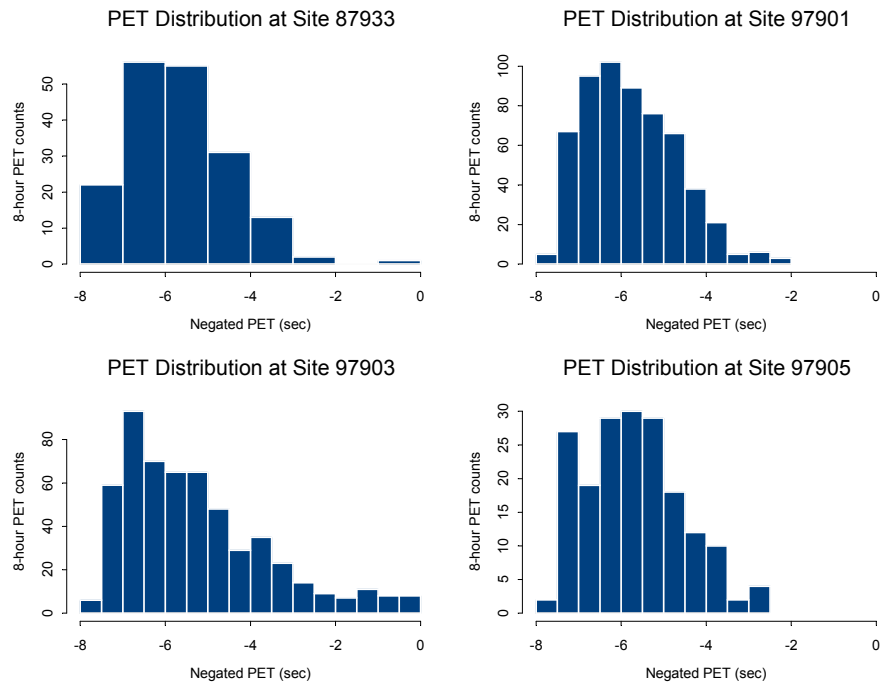 PET Distribution at Site 87933
8-hour PET counts
0 10 20 30 40 50
-8 -6 -4 -2 0
Negated PET (sec)
PET Distribution at Site 97901
8-hour PET counts
0 20 40 60 80 100
-8 -6 -4 -2 0
Negated PET (sec)
PET Distribution at Site 97903
8-hour PET counts
0 20 40 60 80
-8 -6 -4 -2 0
Negated PET (sec)
PET Distribution at Site 97905
8-hour PET counts
0 5 10 15 20 25 30
-8 -6 -4 -2 0
Negated PET (sec)